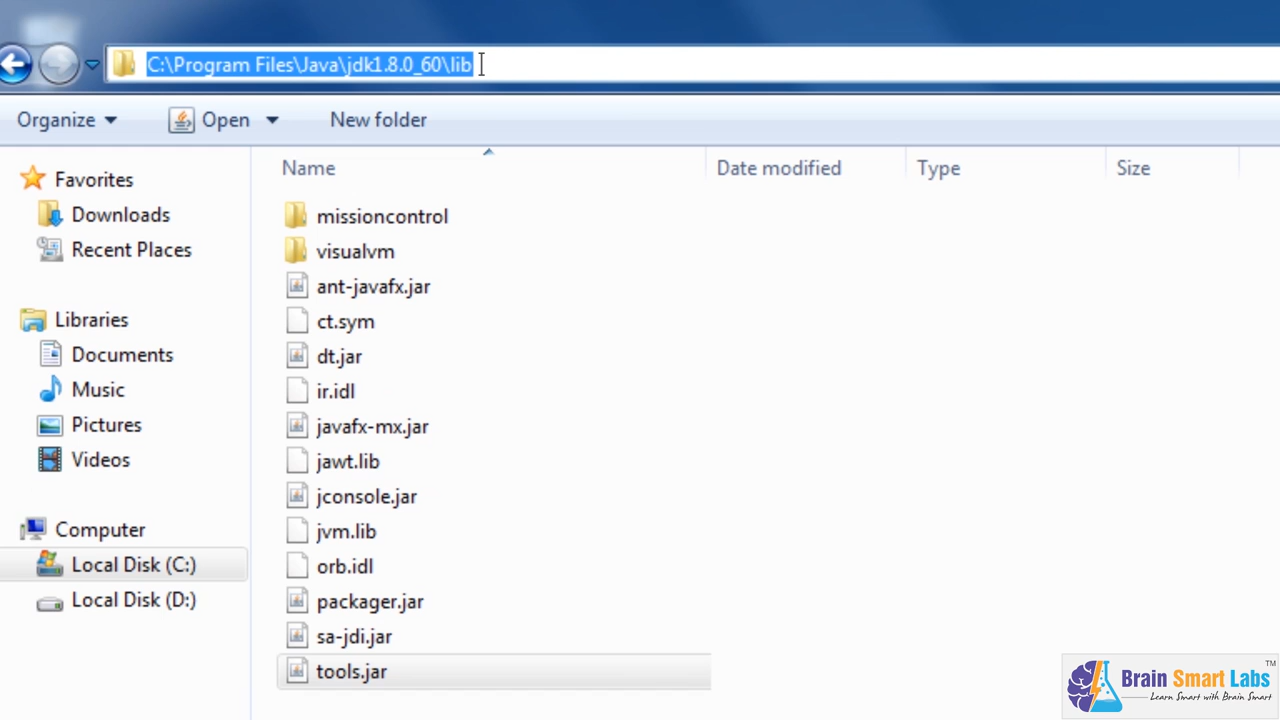 C:\Program Files\Java\jdk1.8.0_60\lib
Organize Open New folder
Name Date modified Type Size
Favorites
Downloads
Recent Places
Libraries
Documents
Music
Pictures
Videos
Computer
Local Disk (C:)
Local Disk (D:)
missioncontrol
visualvm
ant-javafx.jar
ct.sym
dt.jar
ir.idl
javafx-mx.jar
jawt.lib
jconsole.jar
jvm.lib
orb.idl
packager.jar
sa-jdi.jar
tools.jar
Brain Smart Labs TM
Learn Smart with Brain Smart